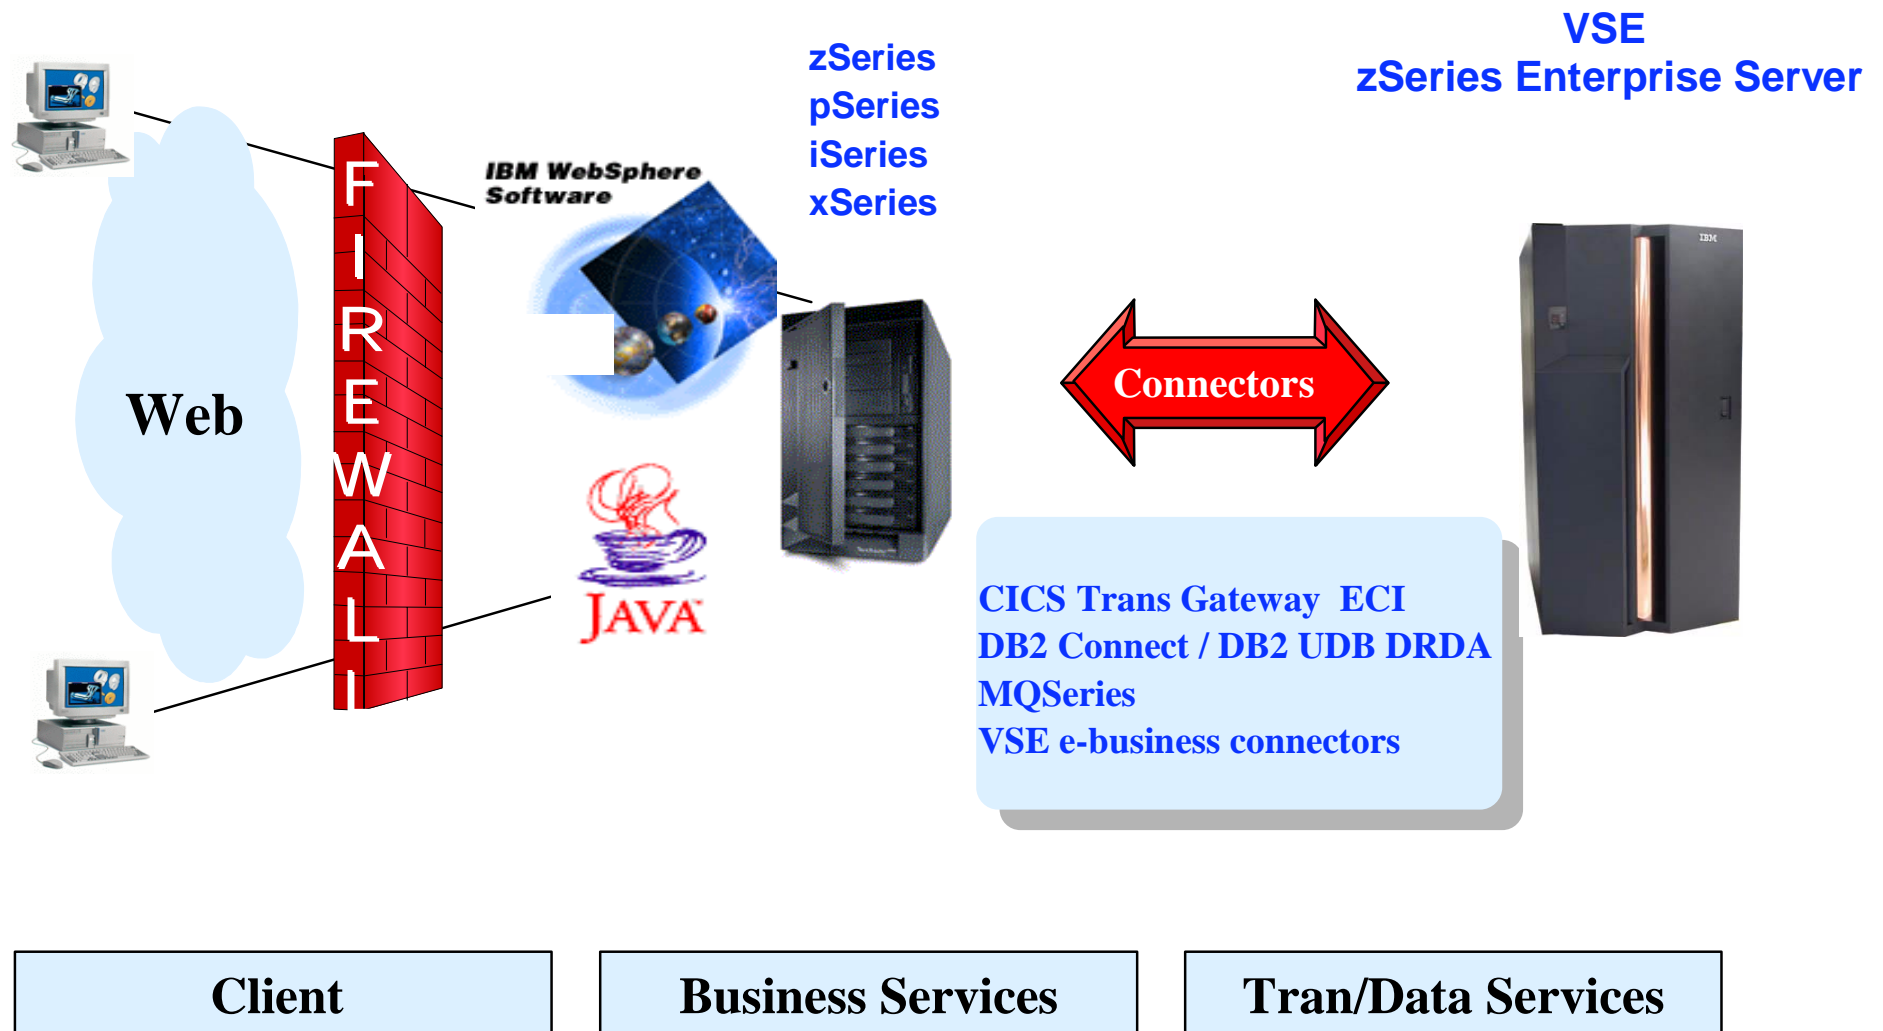 VSE
zSeries Enterprise Server
zSeries
pSeries
iSeries
xSeries
IBM WebSphere
Software
FIREWALL
IBM
Web
Connectors
JAVA
CICS Trans Gateway ECI
DB2 Connect / DB2 UDB DRDA
MQSeries
VSE e-business connectors
Client
Business Services
Tran/Data Services